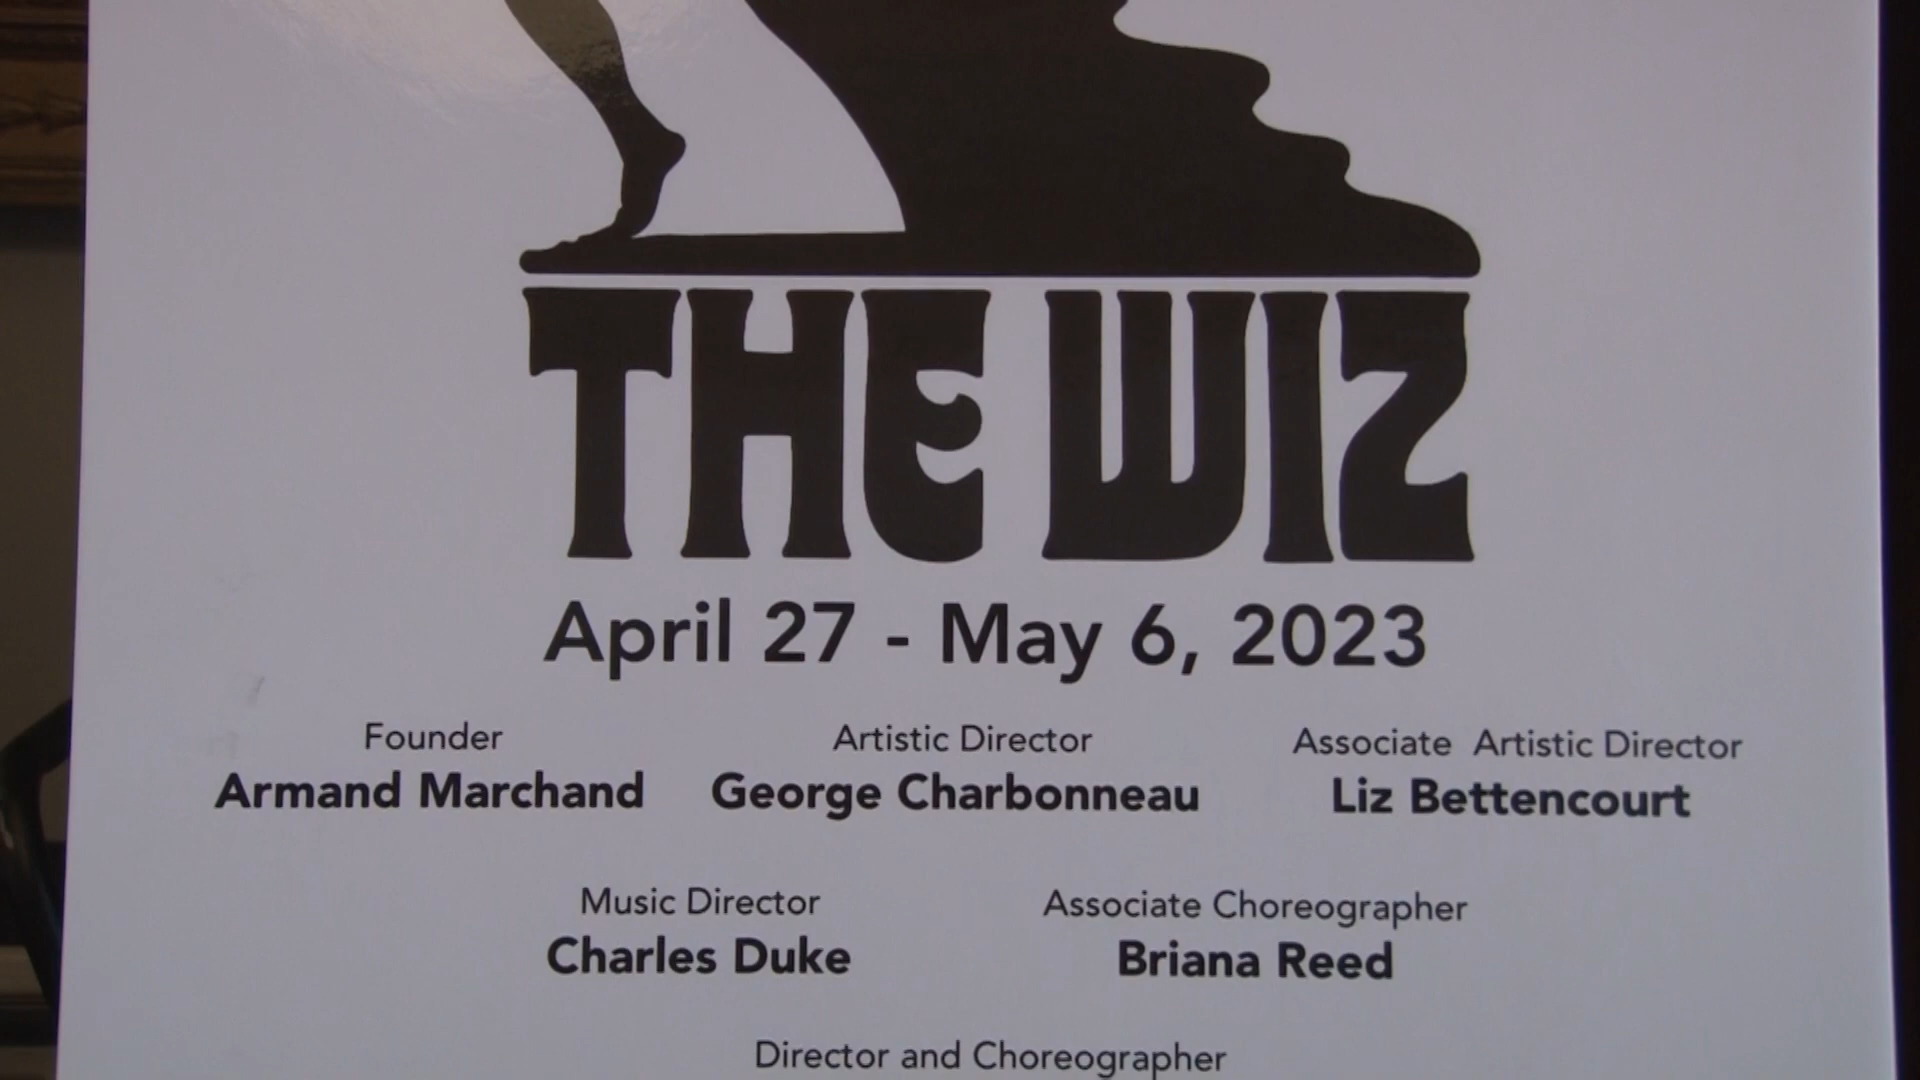 THE WIZ
April 27 - May 6, 2023
Founder Artistic Director Associate Artistic Director
Armand Marchand George Charbonneau Liz Bettencourt
Music Director Associate Choreographer
Charles Duke Briana Reed
Director and Choreographer